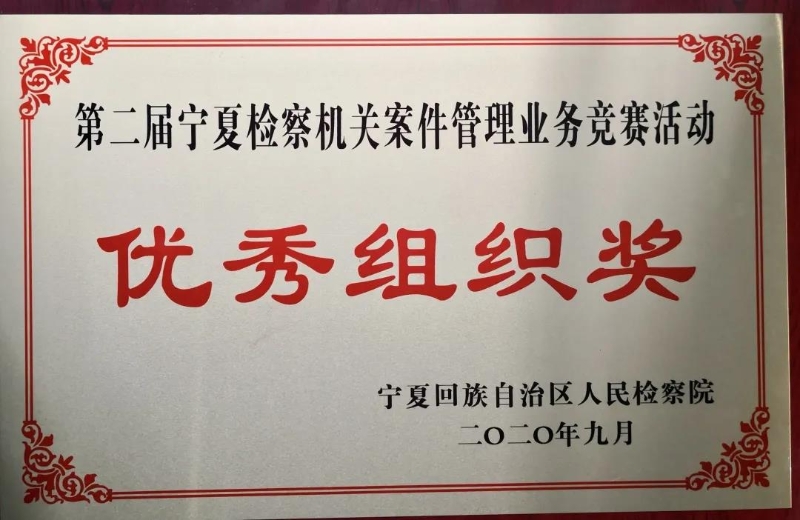 第二届宁夏检察机关案件管理业务竞赛活动
优秀组织奖
宁夏回族自治区人民检察院
二〇二〇年九月